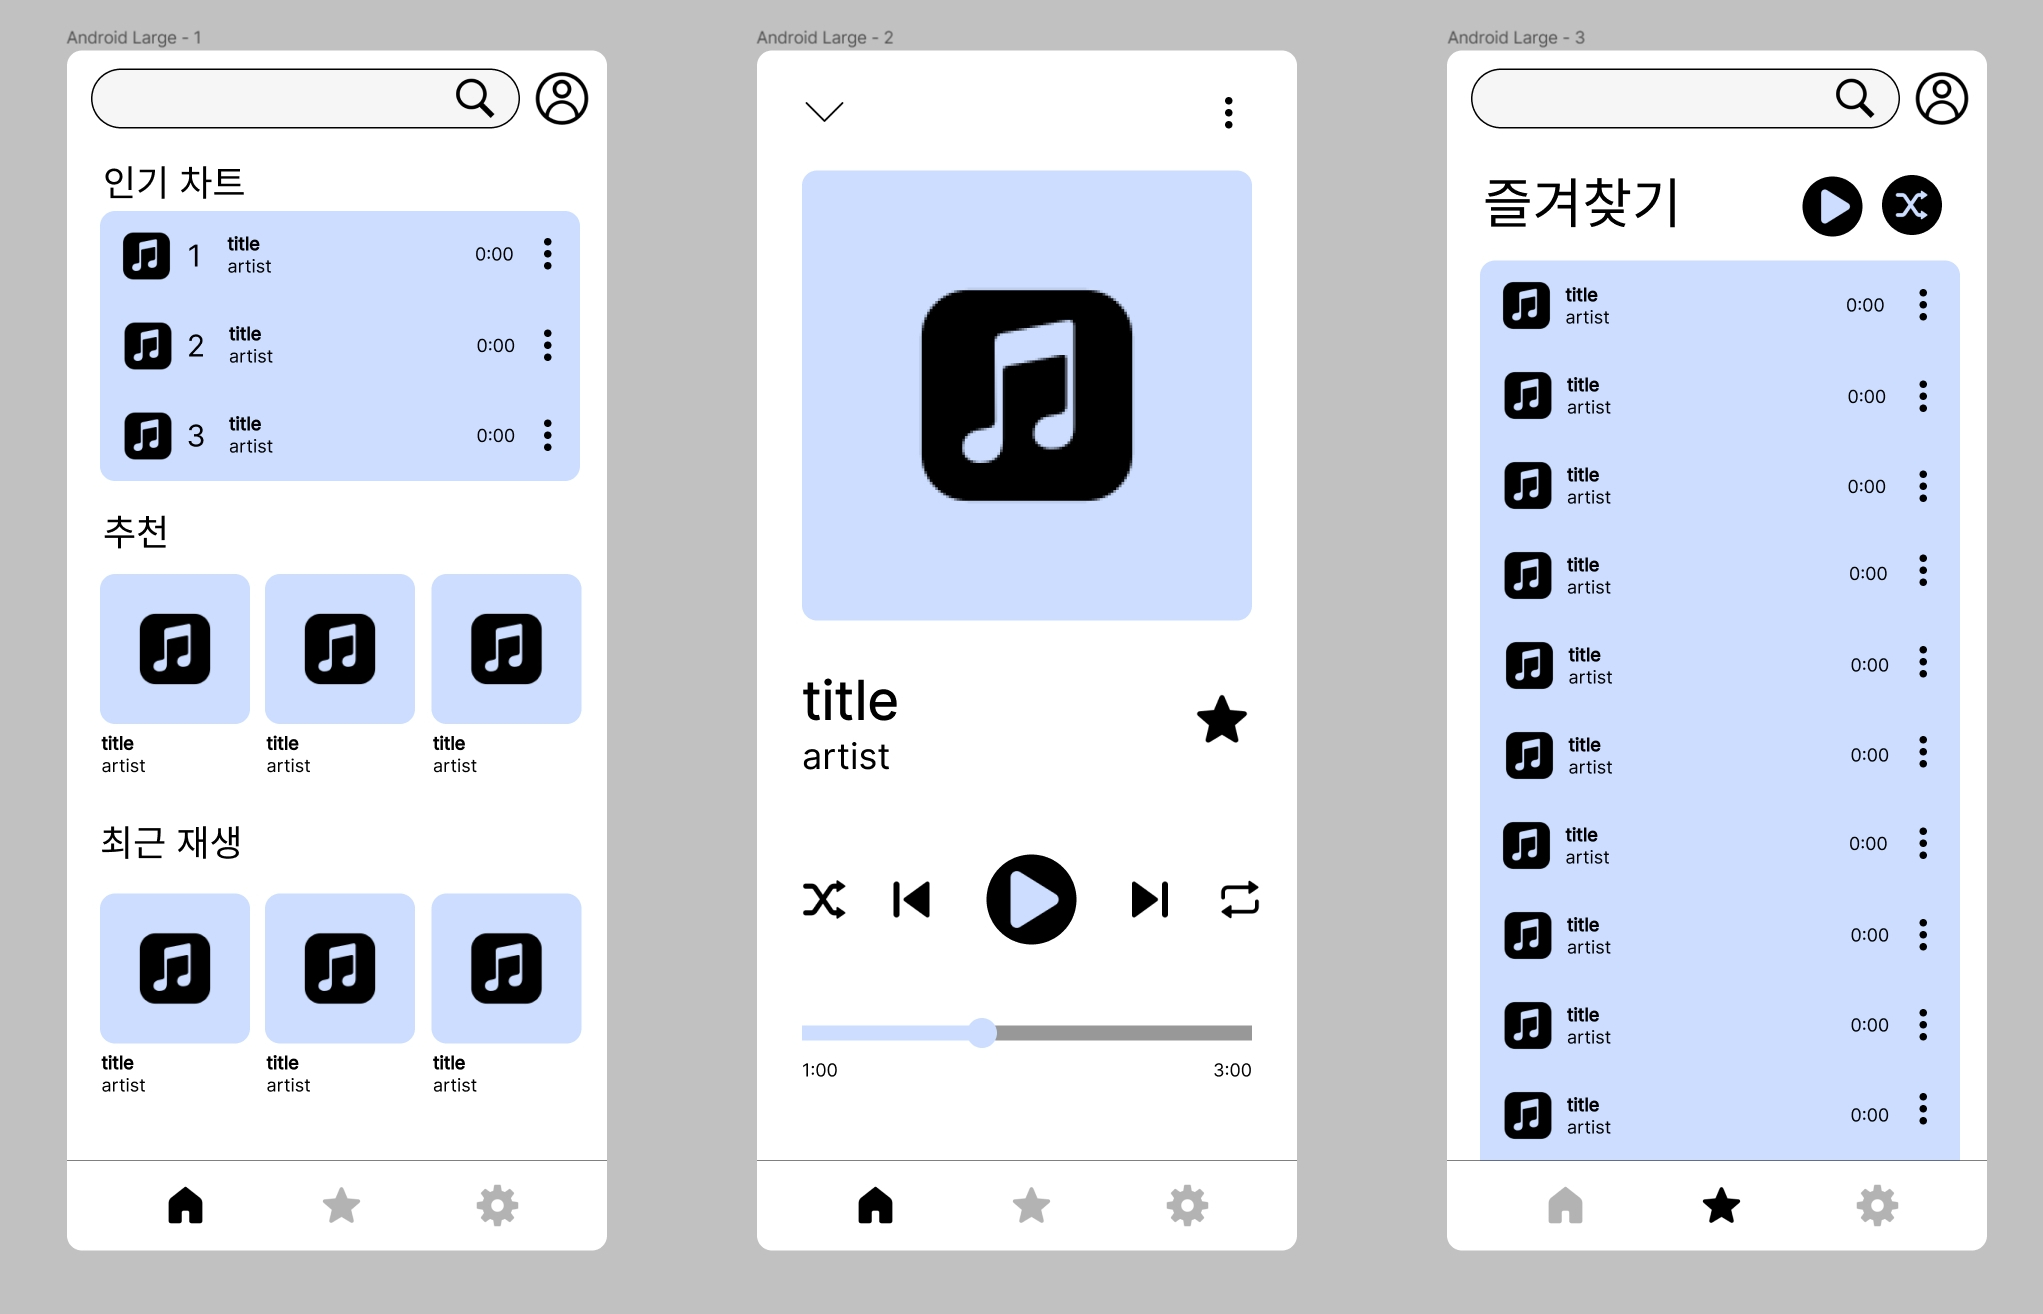 Android Large - 1
인기 차트
1
title
artist
0:00
2
title
artist
0:00
3
title
artist
0:00
추천
title
artist
title
artist
title
artist
최근 재생
title
artist
title
artist
title
artist
Android Large - 2
title
artist
1:00
3:00
Android Large - 3
즐겨찾기
title
artist
0:00
title
artist
0:00
title
artist
0:00
title
artist
0:00
title
artist
0:00
title
artist
0:00
title
artist
0:00
title
artist
0:00
title
artist
0:00
title
artist
0:00